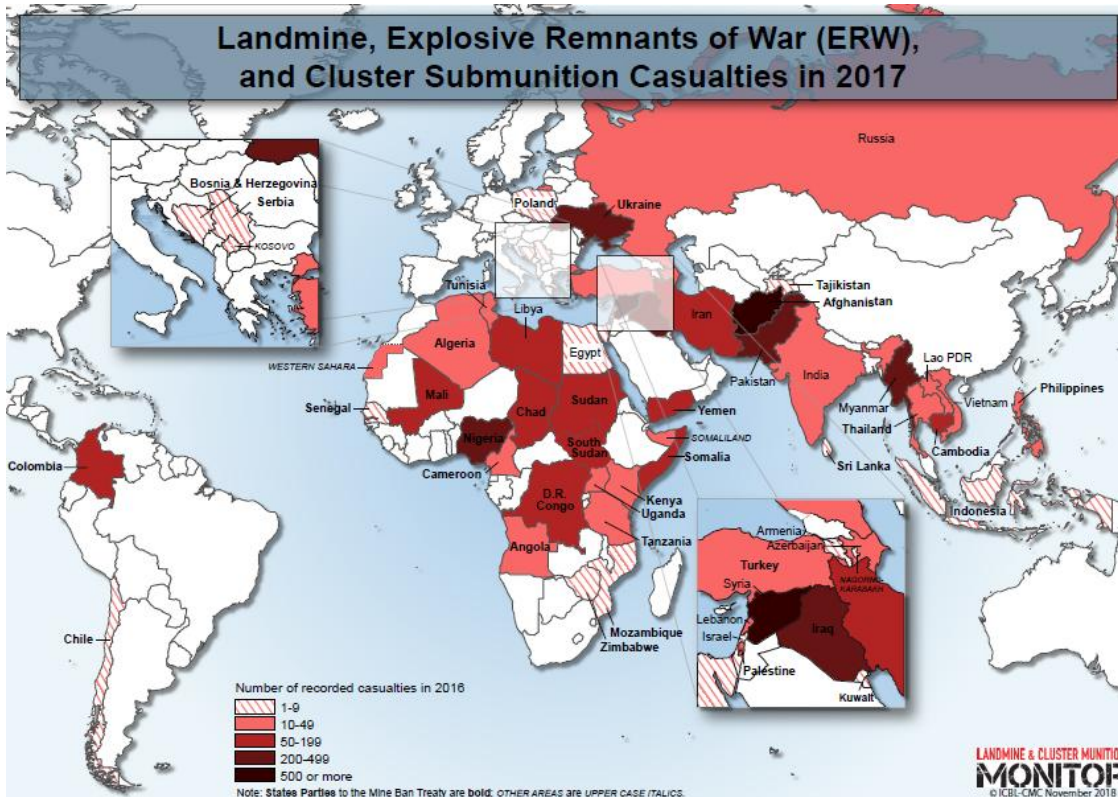 Landmine, Explosive Remnants of War (ERW),
and Cluster Submunition Casualties in 2017
Russia
Bosnia & Herzegovina
Serbia
KOSOVO
Poland
Ukraine
Tunisia
Libya
Algeria
Egypt
WESTERN SAHARA
Mali
Senegal
Chad
Sudan
Nigeria
South
Sudan
Cameroon
D.R.
Congo
Angola
Kenya
Uganda
Tanzania
Mozambique
Zimbabwe
Colombia
Chile
Iran
Tajikistan
Afghanistan
Pakistan
India
Yemen
SOMALILAND
Somalia
Lao PDR
Philippines
Myanmar
Vietnam
Thailand
Cambodia
Sri Lanka
Indonesia
Armenia
Azerbaijan
Turkey
NAGORNO-
KARABAKH
Syria
Lebanon
Israel
Iraq
Palestine
Kuwait
Number of recorded casualties in 2016
1-9
10-49
50-199
200-499
500 or more
Note: States Parties to the Mine Ban Treaty are bold; OTHER AREAS are UPPER CASE ITALICS.
LANDMINE & CLUSTER MUNITIO
MONITOR
© ICBL-CMC November 2018